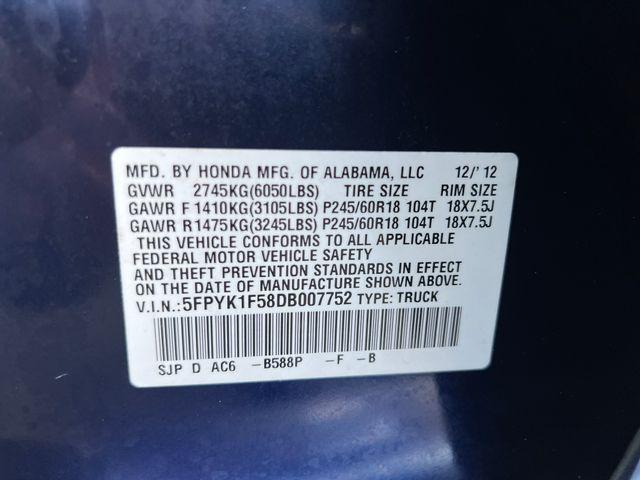 MFD. BY HONDA MFG. OF ALABAMA, LLC 12/'12
GVWR 2745KG(6050LBS) TIRE SIZE RIM SIZE
GAWR F 1410KG(3105LBS) P245/60R18 104T 18X7.5J
GAWR R 1475KG(3245LBS) P245/60R18 104T 18X7.5J
THIS VEHICLE CONFORMS TO ALL APPLICABLE
FEDERAL MOTOR VEHICLE SAFETY
AND THEFT PREVENTION STANDARDS IN EFFECT
ON THE DATE OF MANUFACTURE SHOWN ABOVE.
V.I.N.: 5FPYK1F58DB007752 TYPE: TRUCK
SJP D AC6 -B588P -F -B